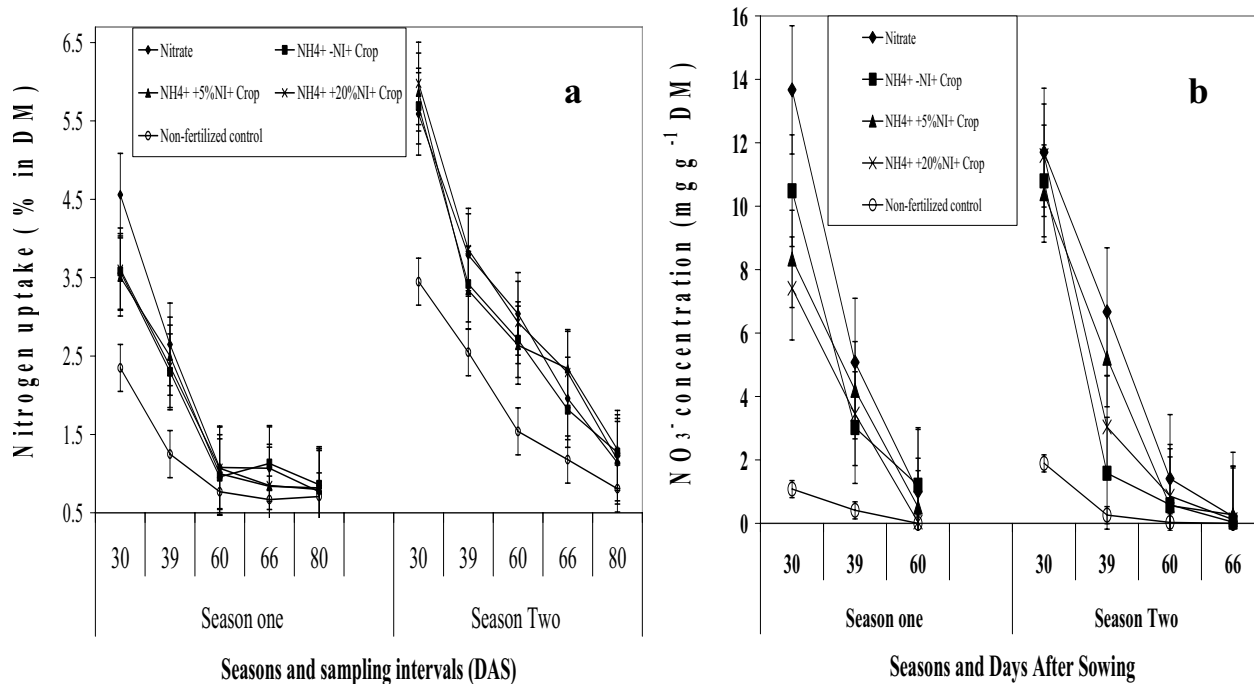 Nitrogen uptake ( % in DM)
6.5
5.5
4.5
3.5
2.5
1.5
0.5
Nitrate
NH4+ -NI+ Crop
NH4+ +5%NI+ Crop
NH4+ +20%NI+ Crop
Non-fertilized control
a
30 39 60 66 80 30 39 60 66 80
Season one Season Two
Seasons and sampling intervals (DAS)
NO₃⁻ concentration (mg g⁻¹ DM)
16
14
12
10
8
6
4
2
0
Nitrate
NH4+ -NI+ Crop
NH4+ +5%NI+ Crop
NH4+ +20%NI+ Crop
Non-fertilized control
b
30 39 60 30 39 60 66
Season one Season Two
Seasons and Days After Sowing